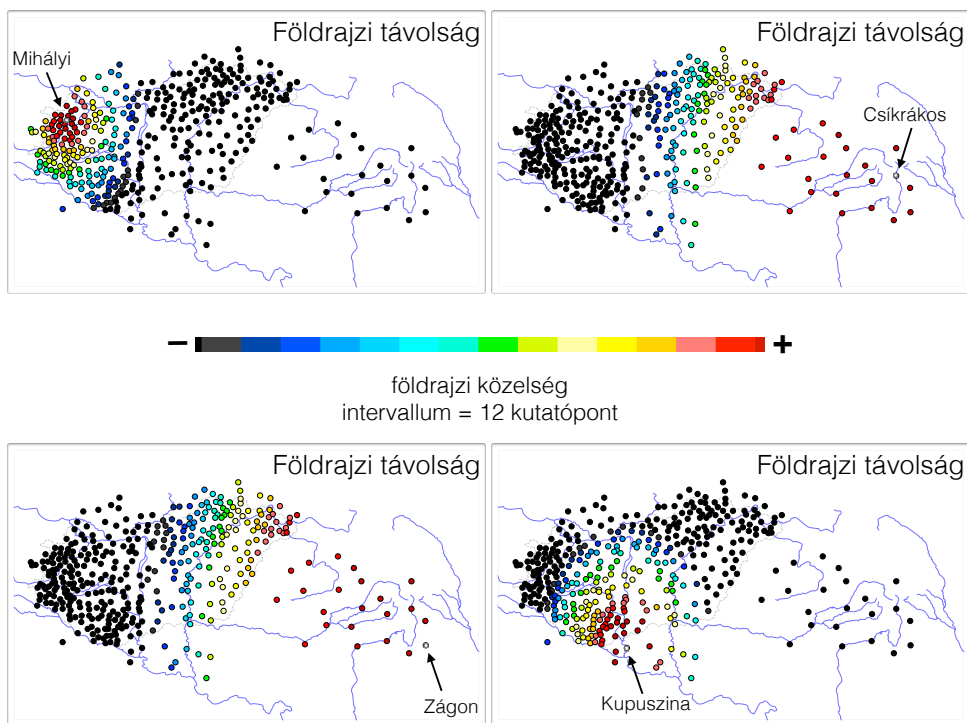 Földrajzi távolság
Mihályi
Földrajzi távolság
Csíkrákos
− +
földrajzi közelség
intervallum = 12 kutatópont
Földrajzi távolság
Zágon
Földrajzi távolság
Kupuszina